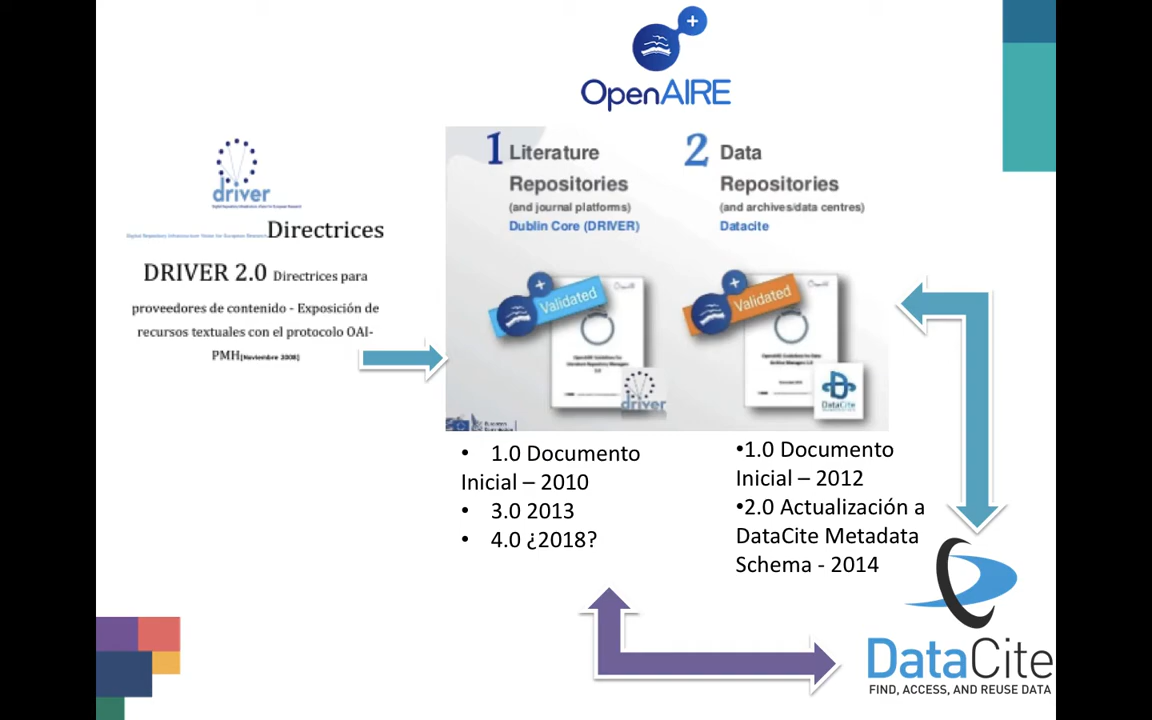 OpenAIRE
driver
Directrices
DRIVER 2.0 Directrices para
proveedores de contenido - Exposición de
recursos textuales con el protocolo OAI-
PMH[Noviembre 2008]
1 Literature
Repositories
(and journal platforms)
Dublin Core (DRIVER)
Validated
driver
2 Data
Repositories
(and archives/data centres)
Datacite
Validated
DataCite
• 1.0 Documento
Inicial – 2010
• 3.0 2013
• 4.0 ¿2018?
•1.0 Documento
Inicial – 2012
•2.0 Actualización a
DataCite Metadata
Schema - 2014
DataCite
FIND, ACCESS, AND REUSE DATA